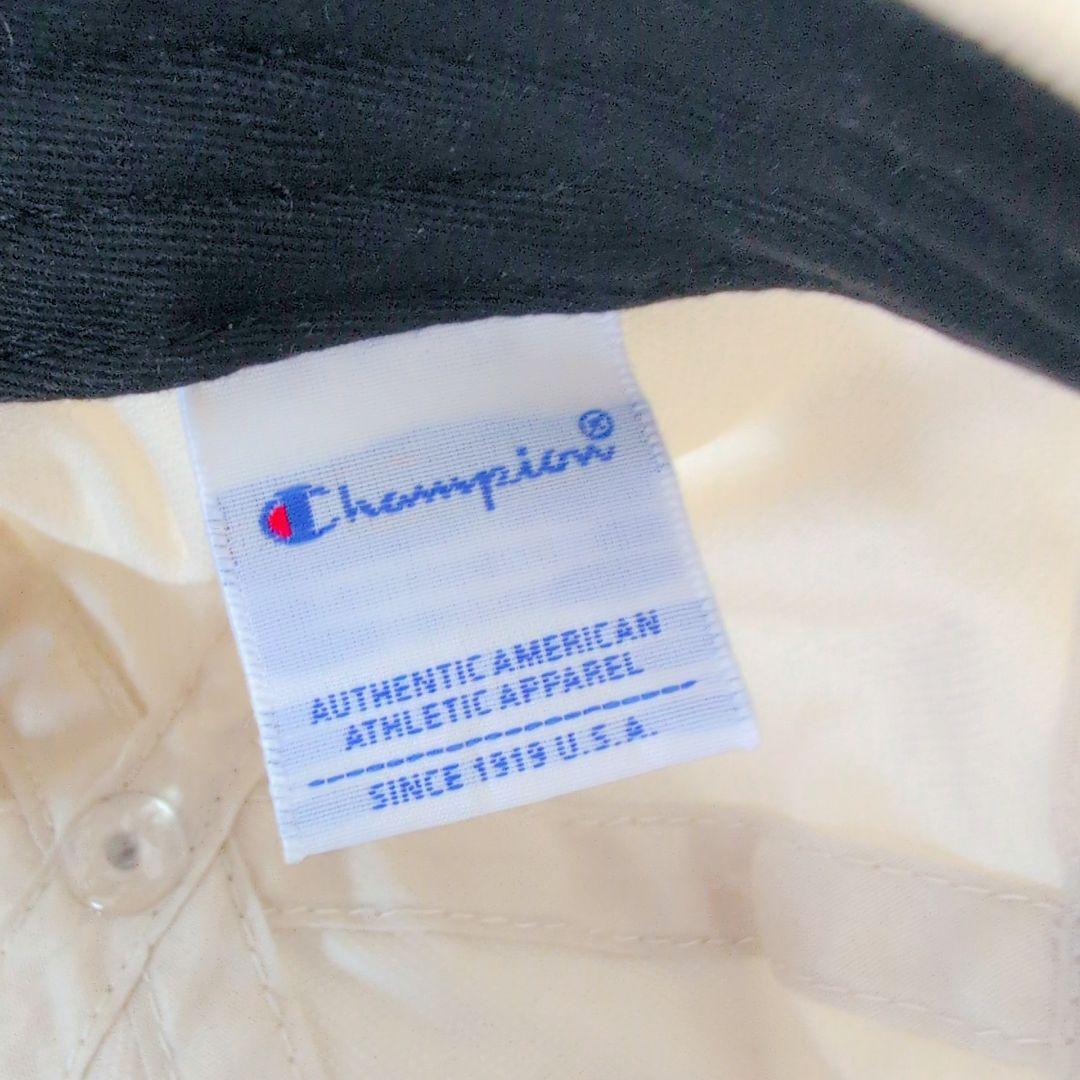 Champion®
AUTHENTIC AMERICAN
ATHLETIC APPAREL
SINCE 1919 U.S.A.